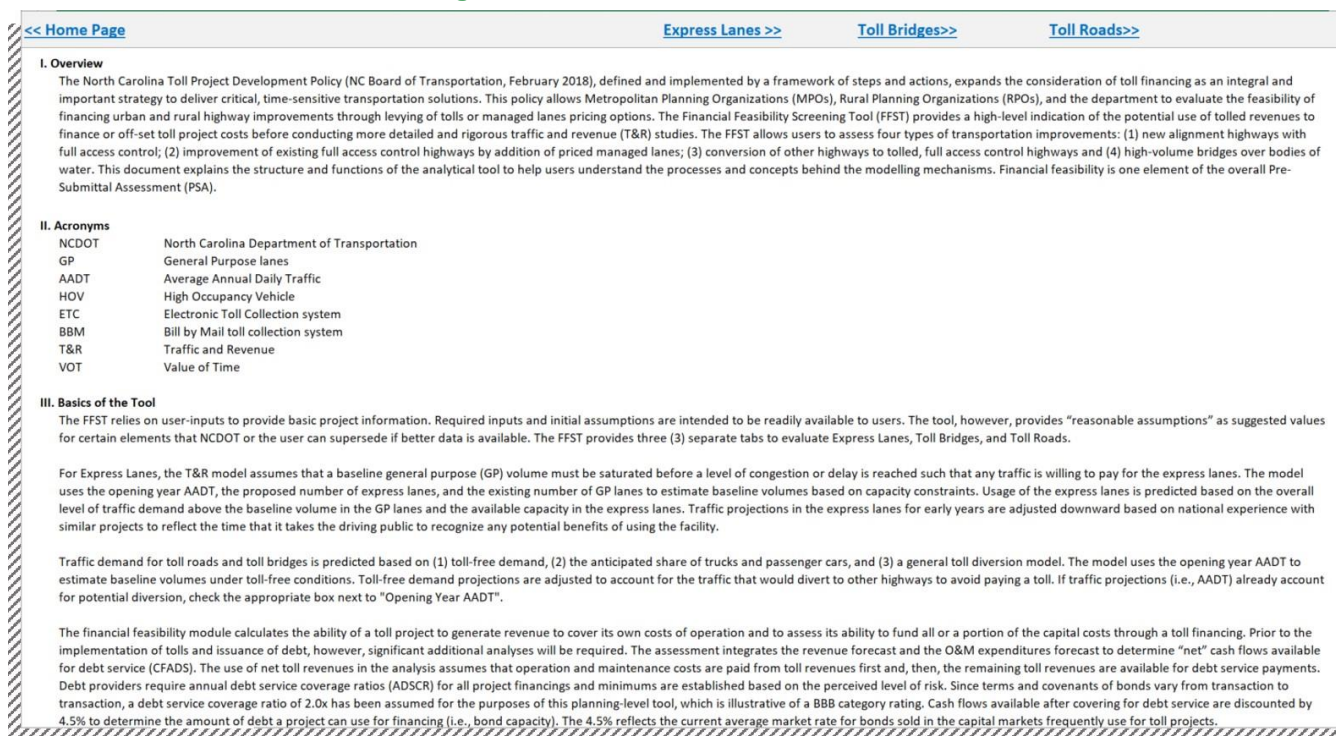 << Home Page Express Lanes >> Toll Bridges>> Toll Roads>>
I. Overview
The North Carolina Toll Project Development Policy (NC Board of Transportation, February 2018), defined and implemented by a framework of steps and actions, expands the consideration of toll financing as an integral and
important strategy to deliver critical, time-sensitive transportation solutions. This policy allows Metropolitan Planning Organizations (MPOs), Rural Planning Organizations (RPOs), and the department to evaluate the feasibility of
financing urban and rural highway improvements through levying of tolls or managed lanes pricing options. The Financial Feasibility Screening Tool (FFST) provides a high-level indication of the potential use of tolled revenues to
finance or off-set toll project costs before conducting more detailed and rigorous traffic and revenue (T&R) studies. The FFST allows users to assess four types of transportation improvements: (1) new alignment highways with
full access control; (2) improvement of existing full access control highways by addition of priced managed lanes; (3) conversion of other highways to tolled, full access control highways and (4) high-volume bridges over bodies of
water. This document explains the structure and functions of the analytical tool to help users understand the processes and concepts behind the modelling mechanisms. Financial feasibility is one element of the overall Pre-
Submittal Assessment (PSA).
II. Acronyms
NCDOT North Carolina Department of Transportation
GP General Purpose lanes
AADT Average Annual Daily Traffic
HOV High Occupancy Vehicle
ETC Electronic Toll Collection system
BBM Bill by Mail toll collection system
T&R Traffic and Revenue
VOT Value of Time
III. Basics of the Tool
The FFST relies on user-inputs to provide basic project information. Required inputs and initial assumptions are intended to be readily available to users. The tool, however, provides “reasonable assumptions” as suggested values
for certain elements that NCDOT or the user can supersede if better data is available. The FFST provides three (3) separate tabs to evaluate Express Lanes, Toll Bridges, and Toll Roads.
For Express Lanes, the T&R model assumes that a baseline general purpose (GP) volume must be saturated before a level of congestion or delay is reached such that any traffic is willing to pay for the express lanes. The model
uses the opening year AADT, the proposed number of express lanes, and the existing number of GP lanes to estimate baseline volumes based on capacity constraints. Usage of the express lanes is predicted based on the overall
level of traffic demand above the baseline volume in the GP lanes and the available capacity in the express lanes. Traffic projections in the express lanes for early years are adjusted downward based on national experience with
similar projects to reflect the time that it takes the driving public to recognize any potential benefits of using the facility.
Traffic demand for toll roads and toll bridges is predicted based on (1) toll-free demand, (2) the anticipated share of trucks and passenger cars, and (3) a general toll diversion model. The model uses the opening year AADT to
estimate baseline volumes under toll-free conditions. Toll-free demand projections are adjusted to account for the traffic that would divert to other highways to avoid paying a toll. If traffic projections (i.e., AADT) already account
for potential diversion, check the appropriate box next to "Opening Year AADT".
The financial feasibility module calculates the ability of a toll project to generate revenue to cover its own costs of operation and to assess its ability to fund all or a portion of the capital costs through a toll financing. Prior to the
implementation of tolls and issuance of debt, however, significant additional analyses will be required. The assessment integrates the revenue forecast and the O&M expenditures forecast to determine “net” cash flows available
for debt service (CFADS). The use of net toll revenues in the analysis assumes that operation and maintenance costs are paid from toll revenues first and, then, the remaining toll revenues are available for debt service payments.
Debt providers require annual debt service coverage ratios (ADSCR) for all project financings and minimums are established based on the perceived level of risk. Since terms and covenants of bonds vary from transaction to
transaction, a debt service coverage ratio of 2.0x has been assumed for the purposes of this planning-level tool, which is illustrative of a BBB category rating. Cash flows available after covering for debt service are discounted by
4.5% to determine the amount of debt a project can use for financing (i.e., bond capacity). The 4.5% reflects the current average market rate for bonds sold in the capital markets frequently use for toll projects.